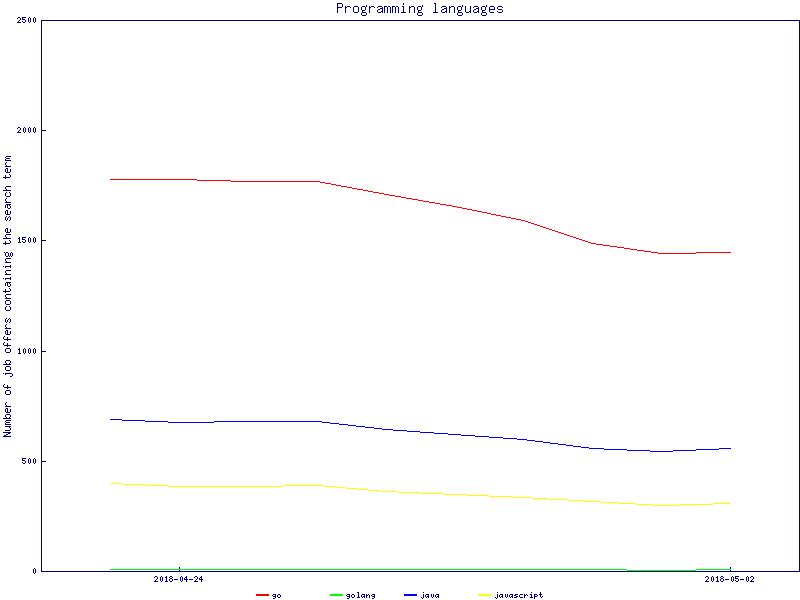 Programming languages
2500
2000
1500
1000
500
0
Number of job offers containing the search term
2018-04-24 2018-05-02
go golang java javascript